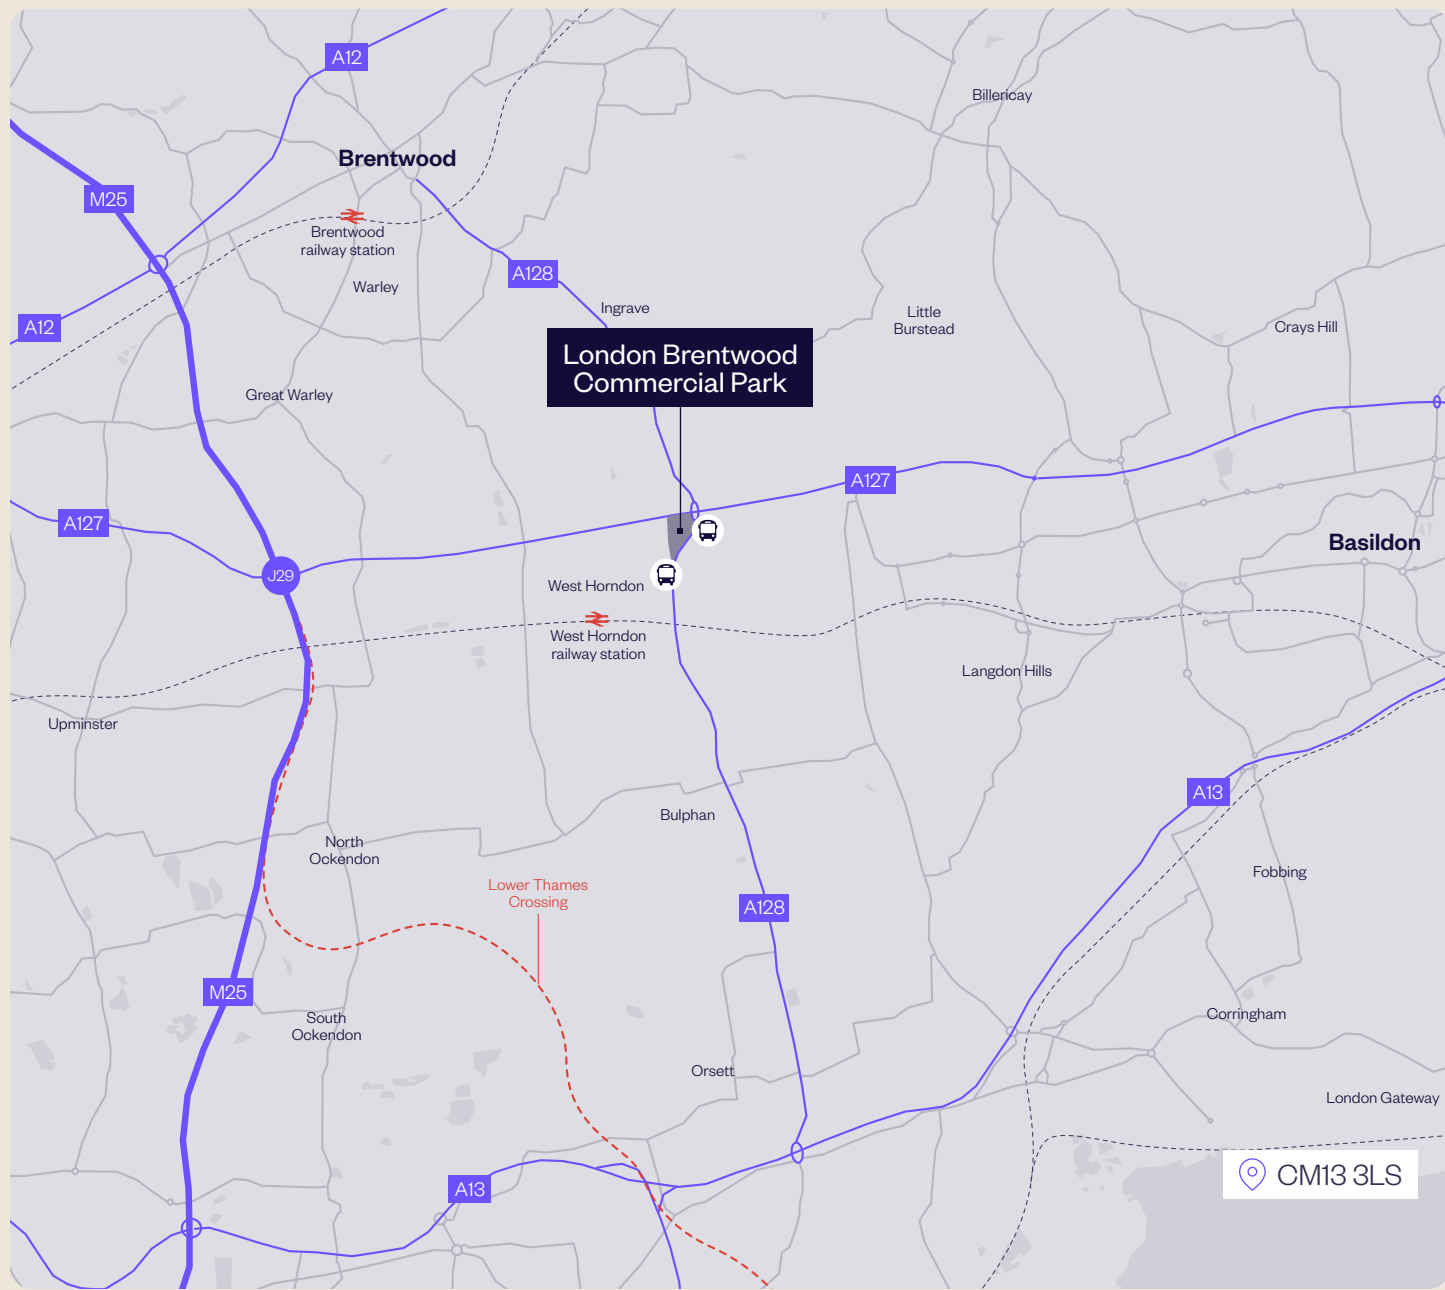 A12
Billericay
Brentwood
M25
Brentwood
railway station
A128
Warley
Ingrave
Little
Burstead
A12
Crays Hill
London Brentwood
Commercial Park
Great Warley
A127
A127
Basildon
J29
West Horndon
West Horndon
railway station
Langdon Hills
Upminster
A13
Bulphan
North
Ockendon
Fobbing
Lower Thames
Crossing
A128
M25
South
Ockendon
Corringham
Orsett
London Gateway
CM13 3LS
A13